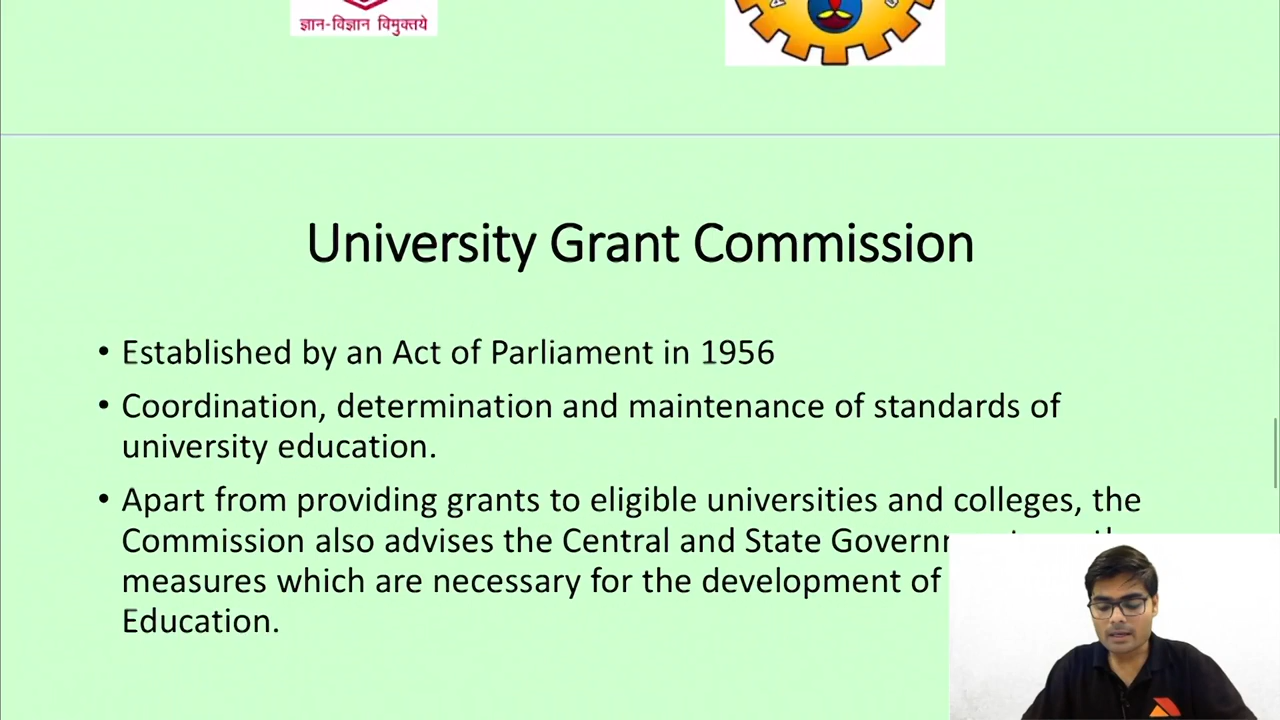 ज्ञान-विज्ञान विमुक्तये
University Grant Commission
• Established by an Act of Parliament in 1956
• Coordination, determination and maintenance of standards of
university education.
• Apart from providing grants to eligible universities and colleges, the
Commission also advises the Central and State
measures which are necessary for the development of
Education.